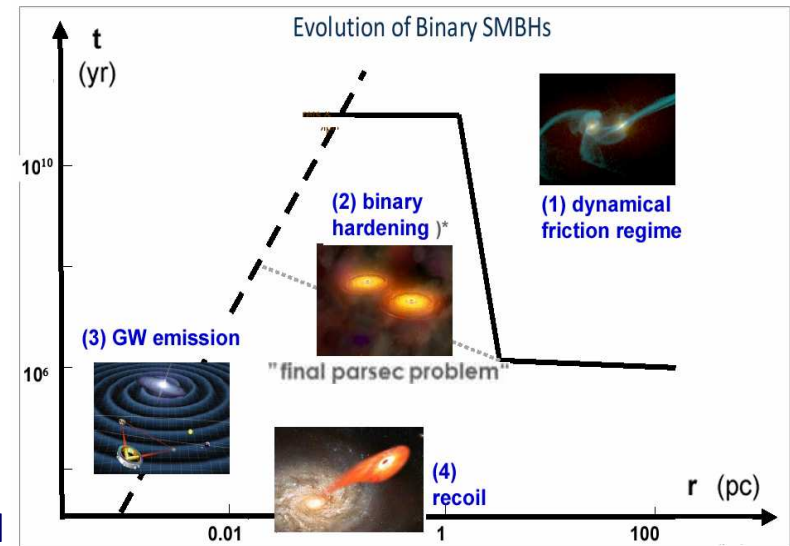 Evolution of Binary SMBHs
t
(yr)
10¹⁰
(1) dynamical
friction regime
(2) binary
hardening )*
(3) GW emission
10⁶
"final parsec problem"
(4)
recoil
r (pc)
0.01
1
100